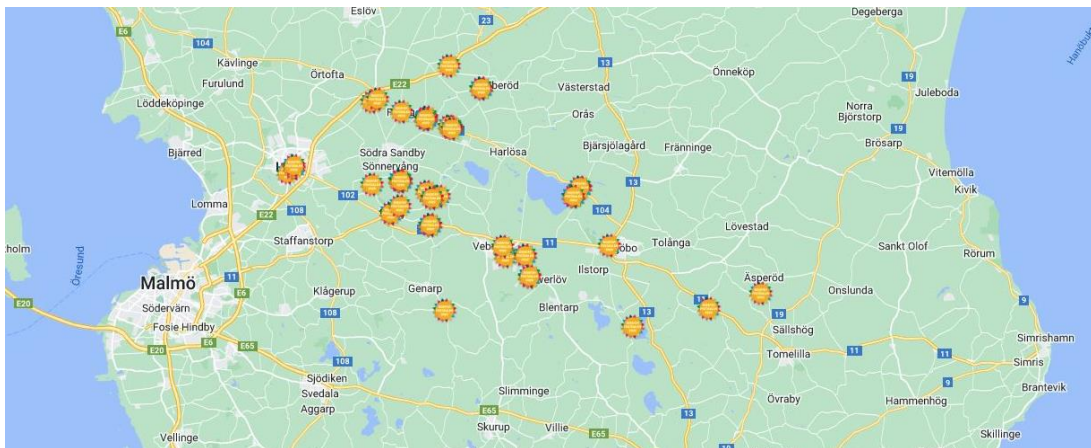 Eslöv
Degeberga
E6
23
Hanöbuk
104
Kävlinge
13
Örtofta
E22
Önneköp
19
Furulund
Västerstad
Juleboda
Löddeköpinge
Orås
Norra
Björstorp
Harlösa
Bjärsjölagård
Fränninge
Brösarp
Bjärred
Södra Sandby
Sönnervång
13
Vitemölla
Kivik
102
Lomma
108
104
E22
Staffanstorp
Lövestad
Öresund
11
Tolånga
Sankt Olof
Rörum
Malmö
11
Ilstorp
Äsperöd
Södervärn
E6
Klågerup
Genarp
Blentarp
Onslunda
9
E20
Fosie Hindby
108
13
19
Sällshög
Simrishamn
E20
E6
E65
Tomelilla
11
11
Simris
108
9
Sjödiken
Svedala
Slimminge
Brantevik
Aggarp
Övraby
Hammenhög
E65
13
19
Vellinge
Skurup
Villie
E65
Skillinge